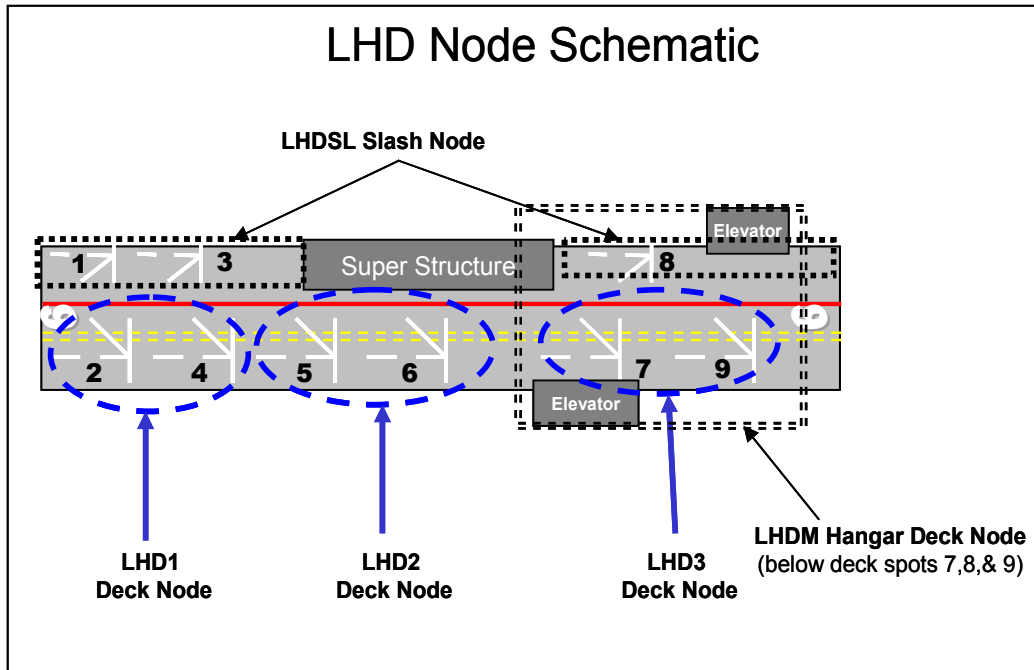 LHD Node Schematic
LHDSL Slash Node
Elevator
1
3
Super Structure
8
6
6
2
4
5
6
7
9
Elevator
LHD1
Deck Node
LHD2
Deck Node
LHD3
Deck Node
LHDM Hangar Deck Node
(below deck spots 7,8,& 9)